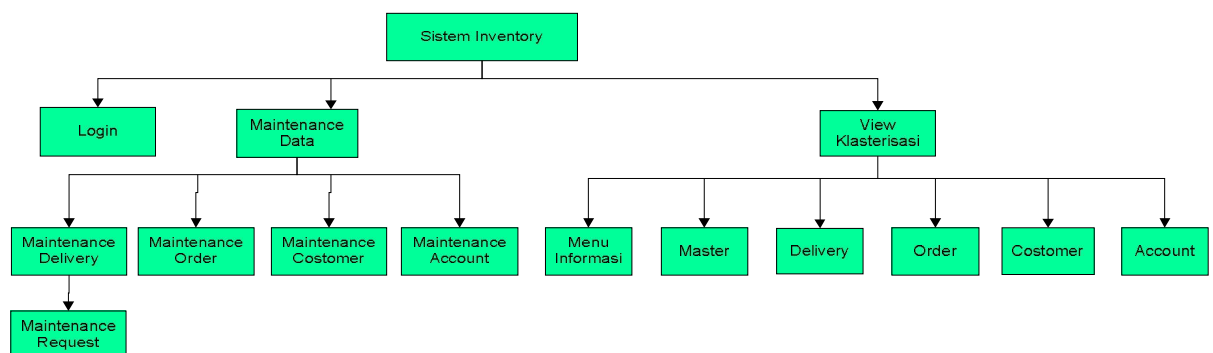 Sistem Inventory
Login
Maintenance
Data
View
Klasterisasi
Maintenance
Delivery
Maintenance
Order
Maintenance
Costomer
Maintenance
Account
Menu
Informasi
Master
Delivery
Order
Costomer
Account
Maintenance
Request